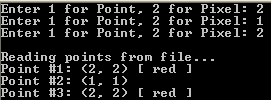 Enter 1 for Point, 2 for Pixel: 2
Enter 1 for Point, 2 for Pixel: 1
Enter 1 for Point, 2 for Pixel: 2
Reading points from file...
Point #1: (2, 2) [ red ]
Point #2: (1, 1)
Point #3: (2, 2) [ red ]